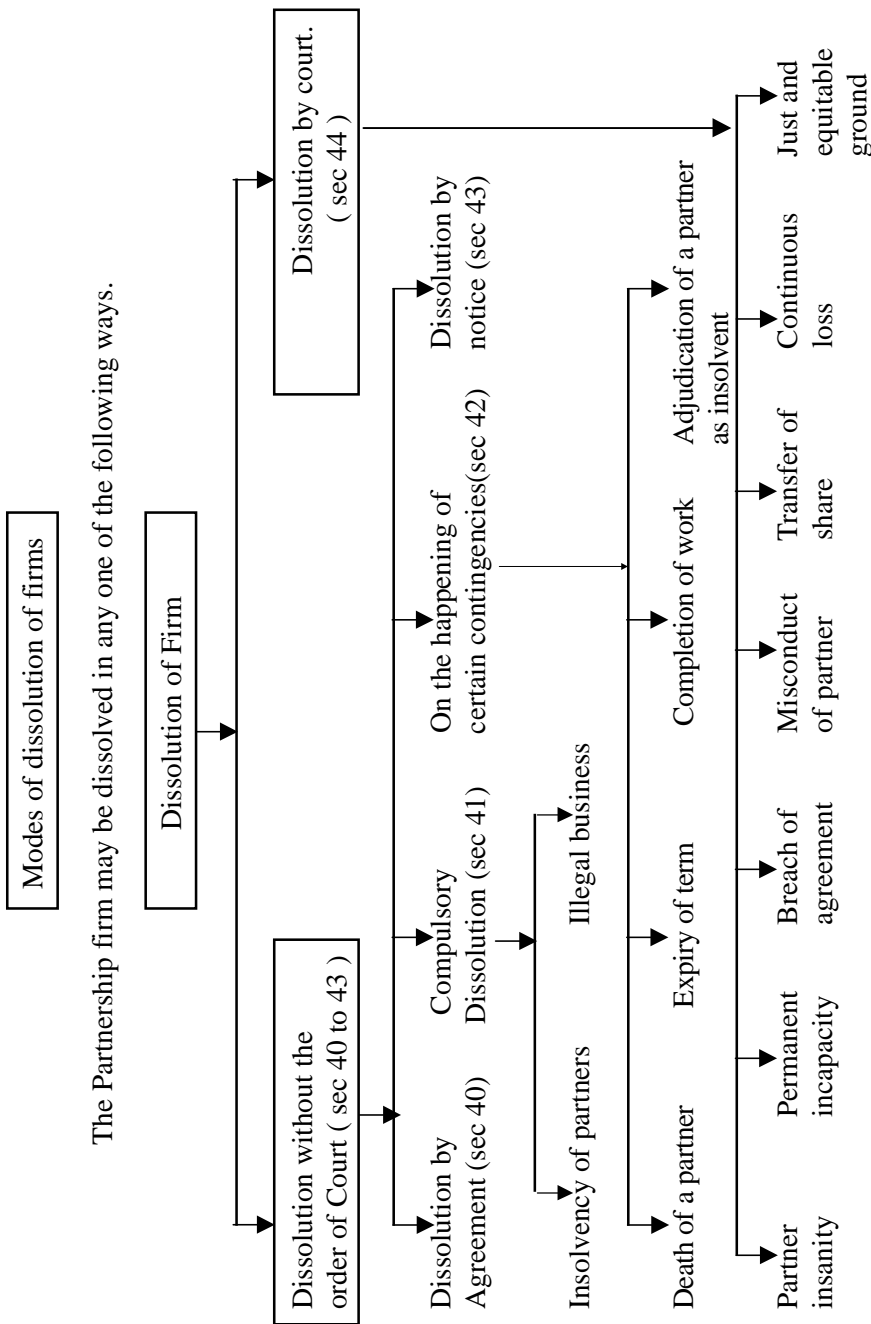 Modes of dissolution of firms
The Partnership firm may be dissolved in any one of the following ways.
Dissolution of Firm
Dissolution without the
order of Court ( sec 40 to 43 )
Dissolution by court.
( sec 44 )
Dissolution by
Agreement (sec 40)
Compulsory
Dissolution (sec 41)
On the happening of
certain contingencies(sec 42)
Dissolution by
notice (sec 43)
Insolvency of partners
Illegal business
Death of a partner
Expiry of term
Completion of work
Adjudication of a partner
as insolvent
Partner
insanity
Permanent
incapacity
Breach of
agreement
Misconduct
of partner
Transfer of
share
Continuous
loss
Just and
equitable
ground